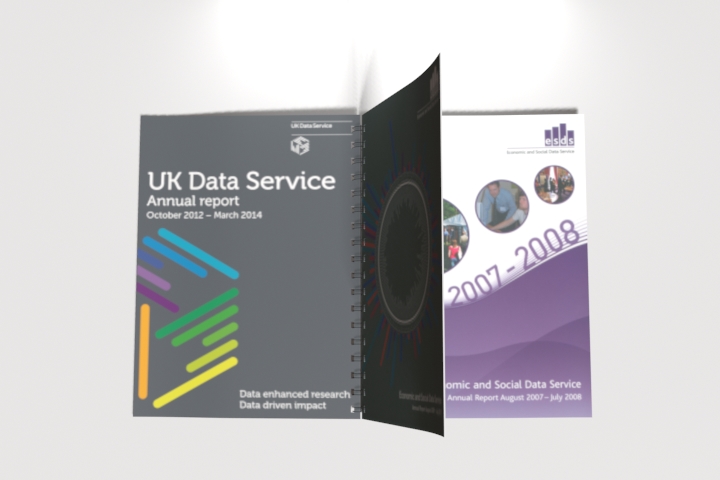 UK Data Service
UK Data Service
Annual report
October 2012 – March 2014
Data enhanced research
Data driven impact
esds
Economic and Social Data Service
2007-2008
and Social Data Service
Annual Report August 2007 – July 2008